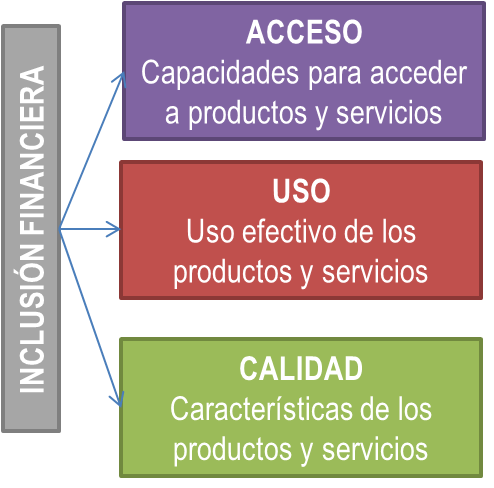 INCLUSIÓN FINANCIERA
ACCESO
Capacidades para acceder
a productos y servicios
USO
Uso efectivo de los
productos y servicios
CALIDAD
Características de los
productos y servicios